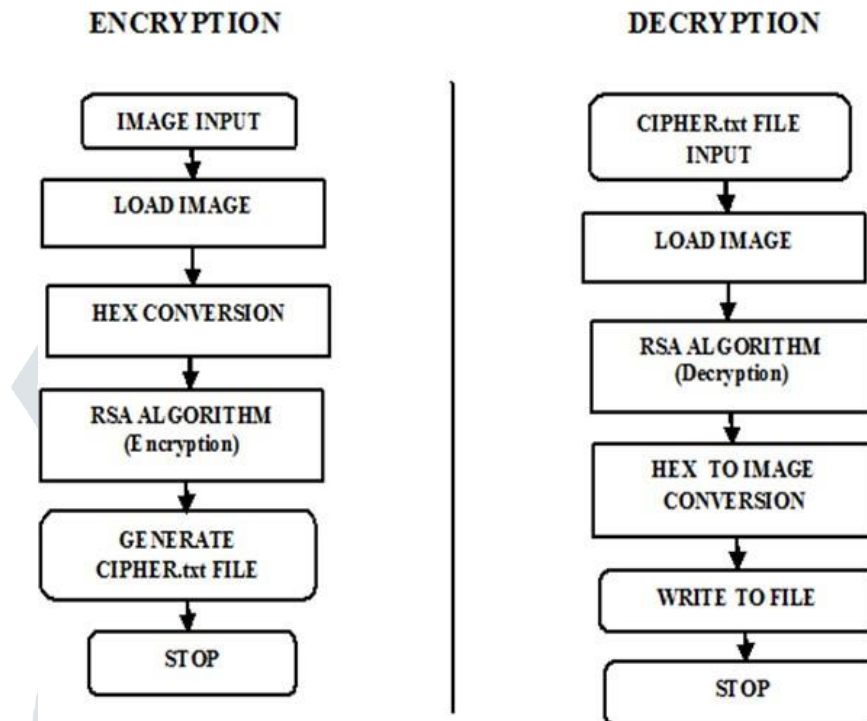 ENCRYPTION
IMAGE INPUT
LOAD IMAGE
HEX CONVERSION
RSA ALGORITHM
(Encryption)
GENERATE
CIPHER.txt FILE
STOP
DECRYPTION
CIPHER.txt FILE
INPUT
LOAD IMAGE
RSA ALGORITHM
(Decryption)
HEX TO IMAGE
CONVERSION
WRITE TO FILE
STOP